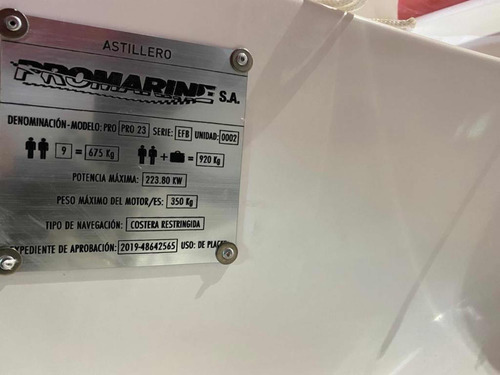 ASTILLERO
PROMARINE S.A.
DENOMINACIÓN-MODELO: PRO PRO 23 SERIE: EFB UNIDAD: 0002
9 = 675 Kg + = 920 Kg
POTENCIA MÁXIMA: 223.80 KW
PESO MÁXIMO DEL MOTOR/ES: 350 Kg
TIPO DE NAVEGACIÓN: COSTERA RESTRINGIDA
EXPEDIENTE DE APROBACIÓN: 2019-48642565 USO: DE PLACE